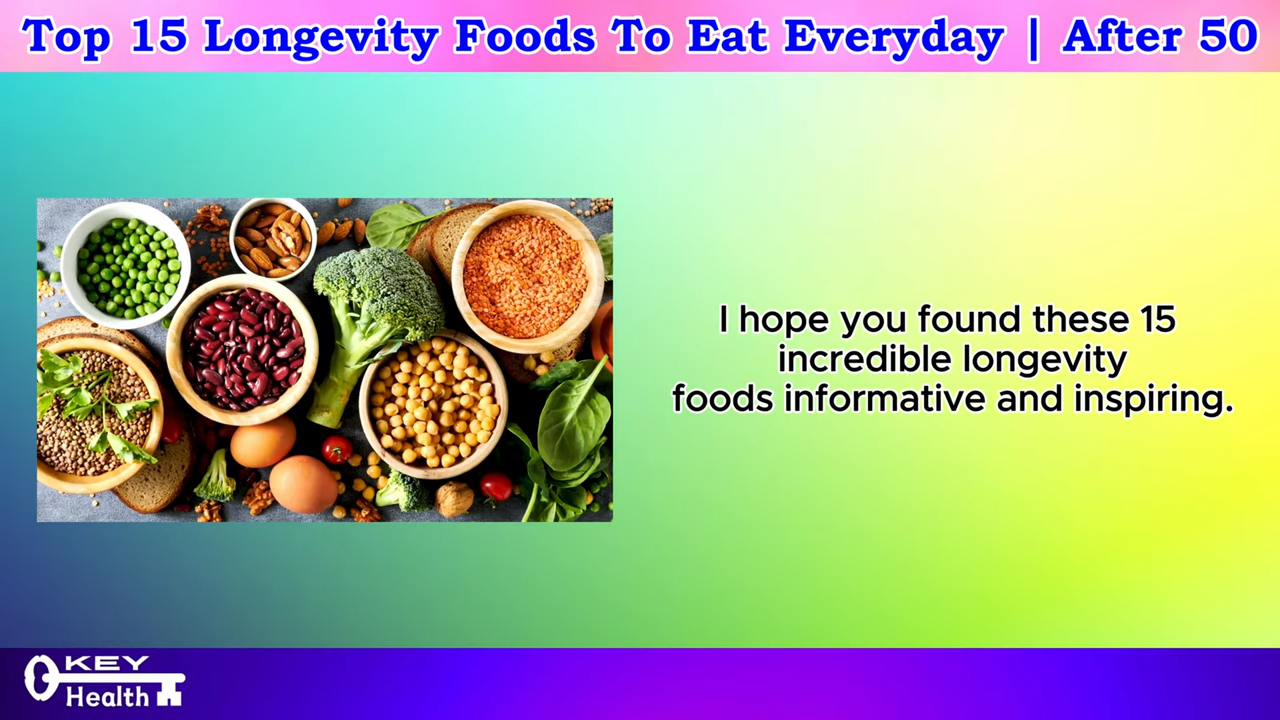 Top 15 Longevity Foods To Eat Everyday | After 50
I hope you found these 15
incredible longevity
foods informative and inspiring.
KEY
Health